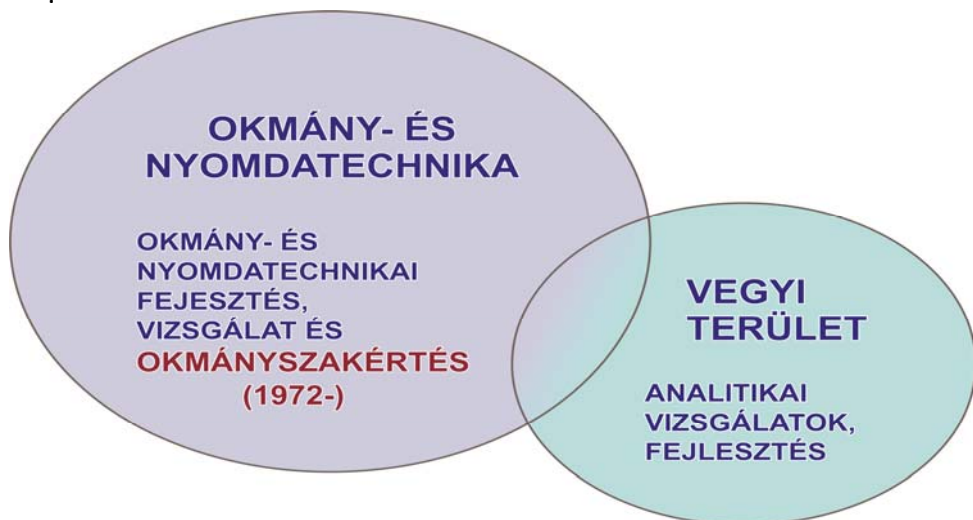 OKMÁNY- ÉS
NYOMDATECHNIKA
OKMÁNY- ÉS
NYOMDATECHNIKAI
FEJESZTÉS,
VIZSGÁLAT ÉS
OKMÁNYSZAKÉRTÉS
(1972-)
VEGYI
TERÜLET
ANALITIKAI
VIZSGÁLATOK,
FEJLESZTÉS